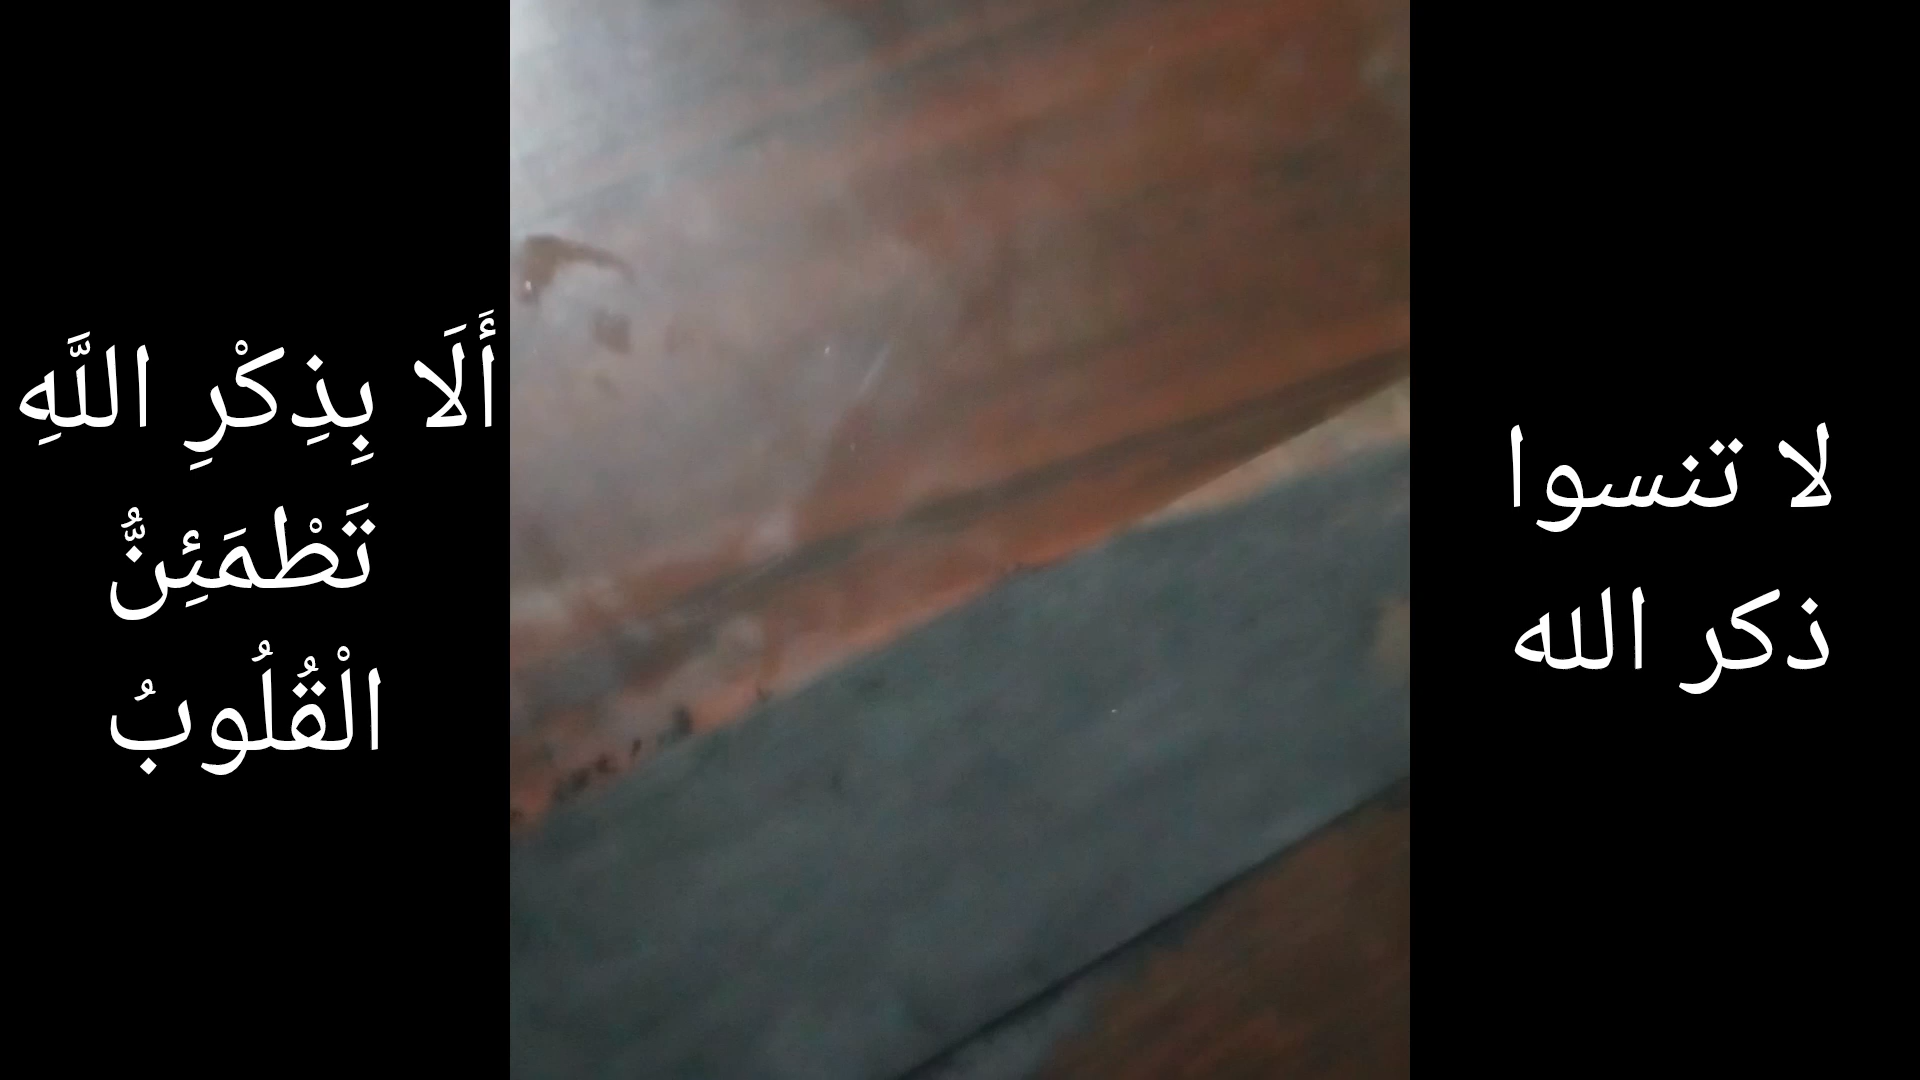 لا تنسوا
ذكر الله
أَلَا بِذِكْرِ اللَّهِ
تَطْمَئِنُّ
الْقُلُوبُ